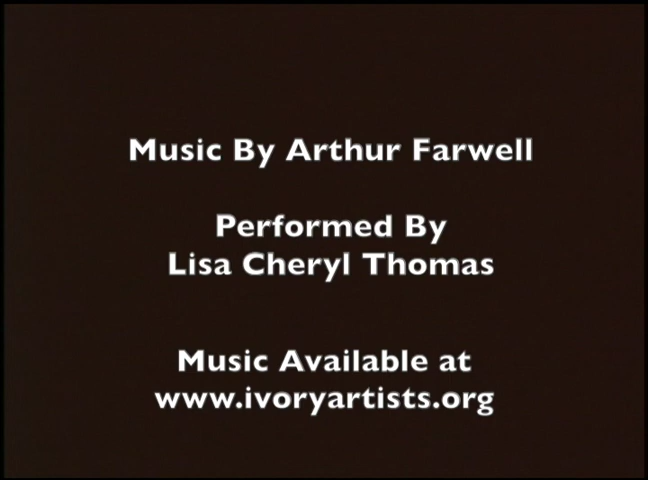 Music By Arthur Farwell
Performed By
Lisa Cheryl Thomas
Music Available at
www.ivoryartists.org